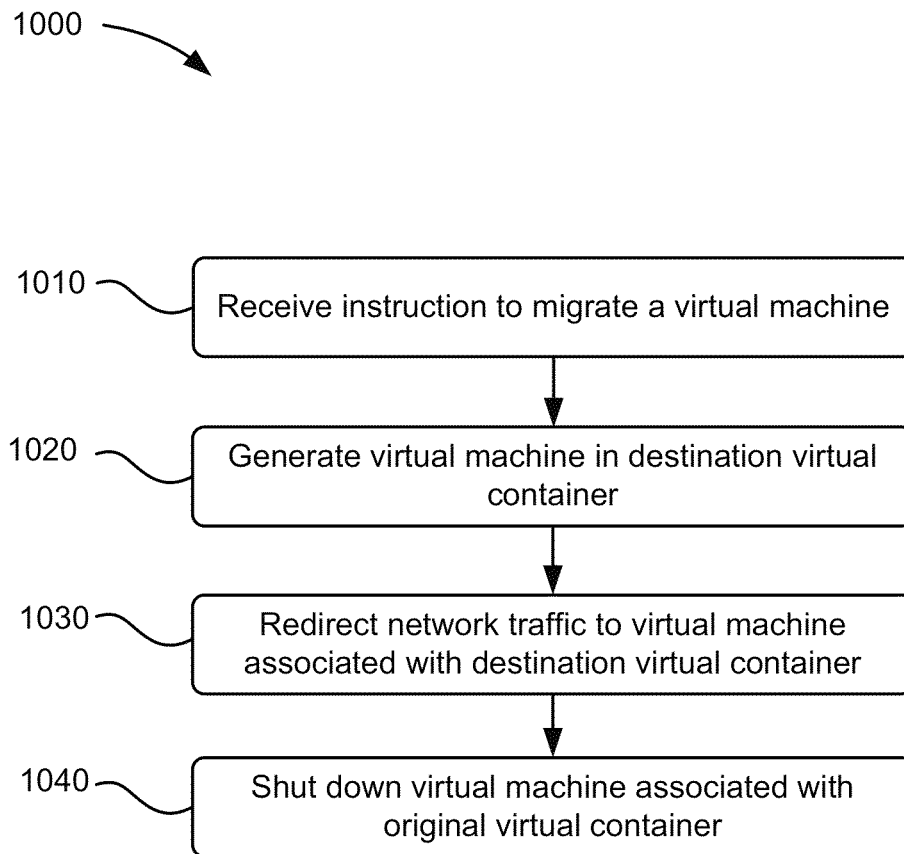 1000
1010
Receive instruction to migrate a virtual machine
1020
Generate virtual machine in destination virtual
container
1030
Redirect network traffic to virtual machine
associated with destination virtual container
1040
Shut down virtual machine associated with
original virtual container